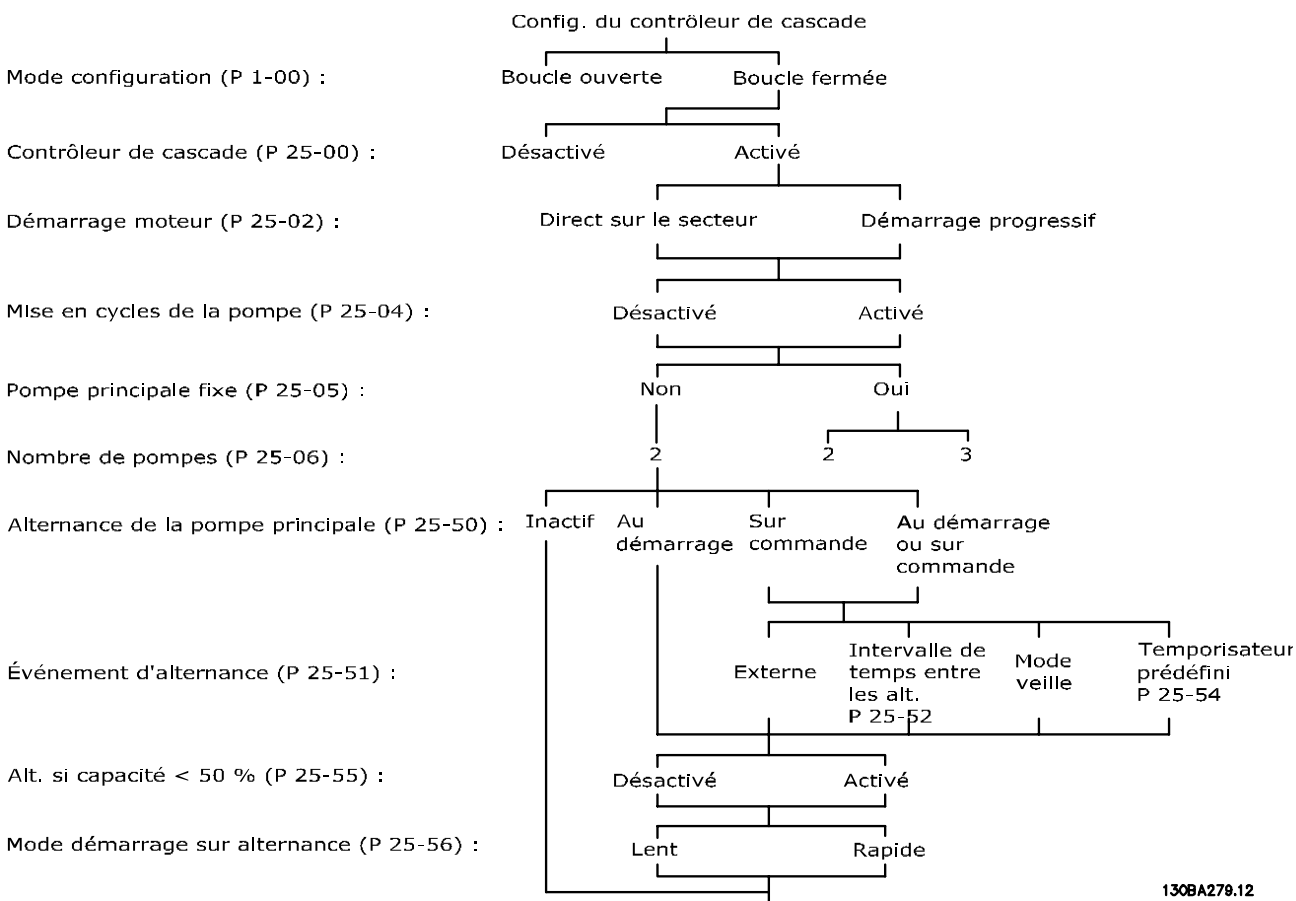 Config. du contrôleur de cascade
Mode configuration (P 1-00) : Boucle ouverte Boucle fermée
Contrôleur de cascade (P 25-00) : Désactivé Activé
Démarrage moteur (P 25-02) : Direct sur le secteur Démarrage progressif
Mise en cycles de la pompe (P 25-04) : Désactivé Activé
Pompe principale fixe (P 25-05) : Non Oui
Nombre de pompes (P 25-06) : 2 2 3
Alternance de la pompe principale (P 25-50) : Inactif Au démarrage Sur commande Au démarrage ou sur commande
Événement d'alternance (P 25-51) : Externe Intervalle de temps entre les alt. P 25-52 Mode veille Temporisateur prédéfini P 25-54
Alt. si capacité < 50 % (P 25-55) : Désactivé Activé
Mode démarrage sur alternance (P 25-56) : Lent Rapide
130BA279.12